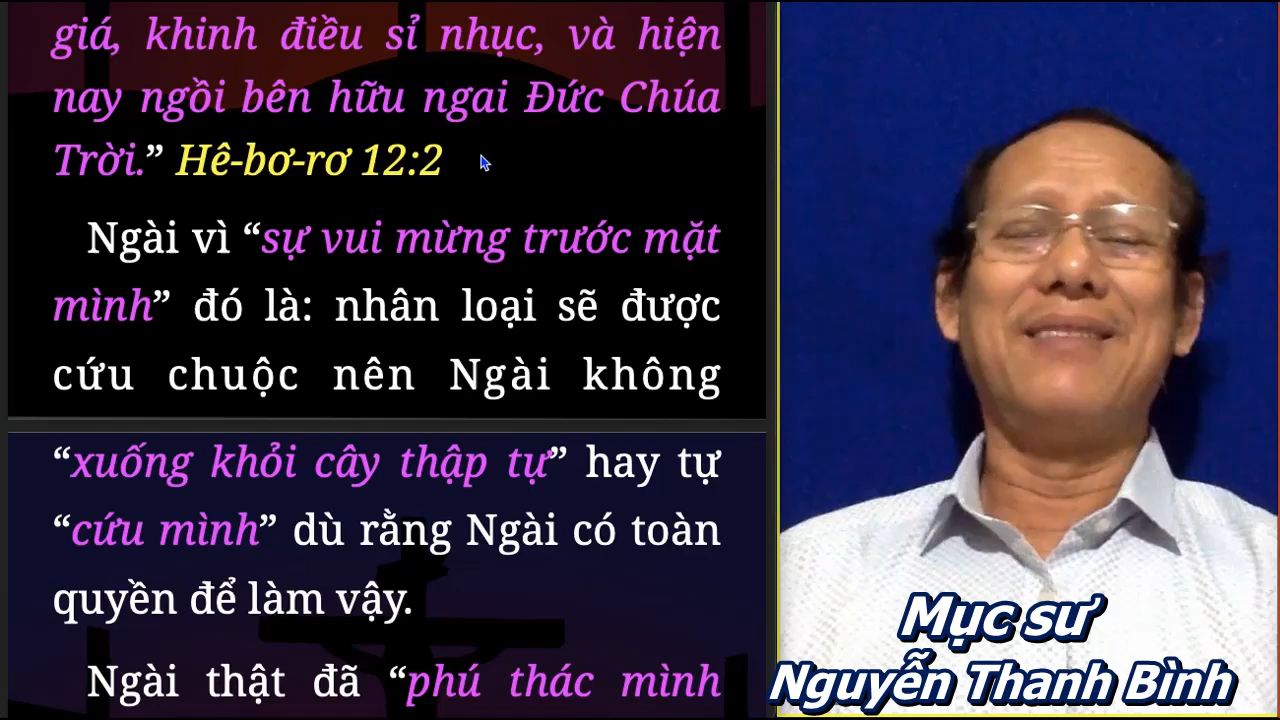 giá, khinh điều sỉ nhục, và hiện
nay ngồi bên hữu ngai Đức Chúa
Trời.” Hê-bơ-rơ 12:2
Ngài vì “sự vui mừng trước mặt
mình” đó là: nhân loại sẽ được
cứu chuộc nên Ngài không
“xuống khỏi cây thập tự” hay tự
“cứu mình” dù rằng Ngài có toàn
quyền để làm vậy.
Ngài thật đã “phú thác mình
Mục sư
Nguyễn Thanh Bình